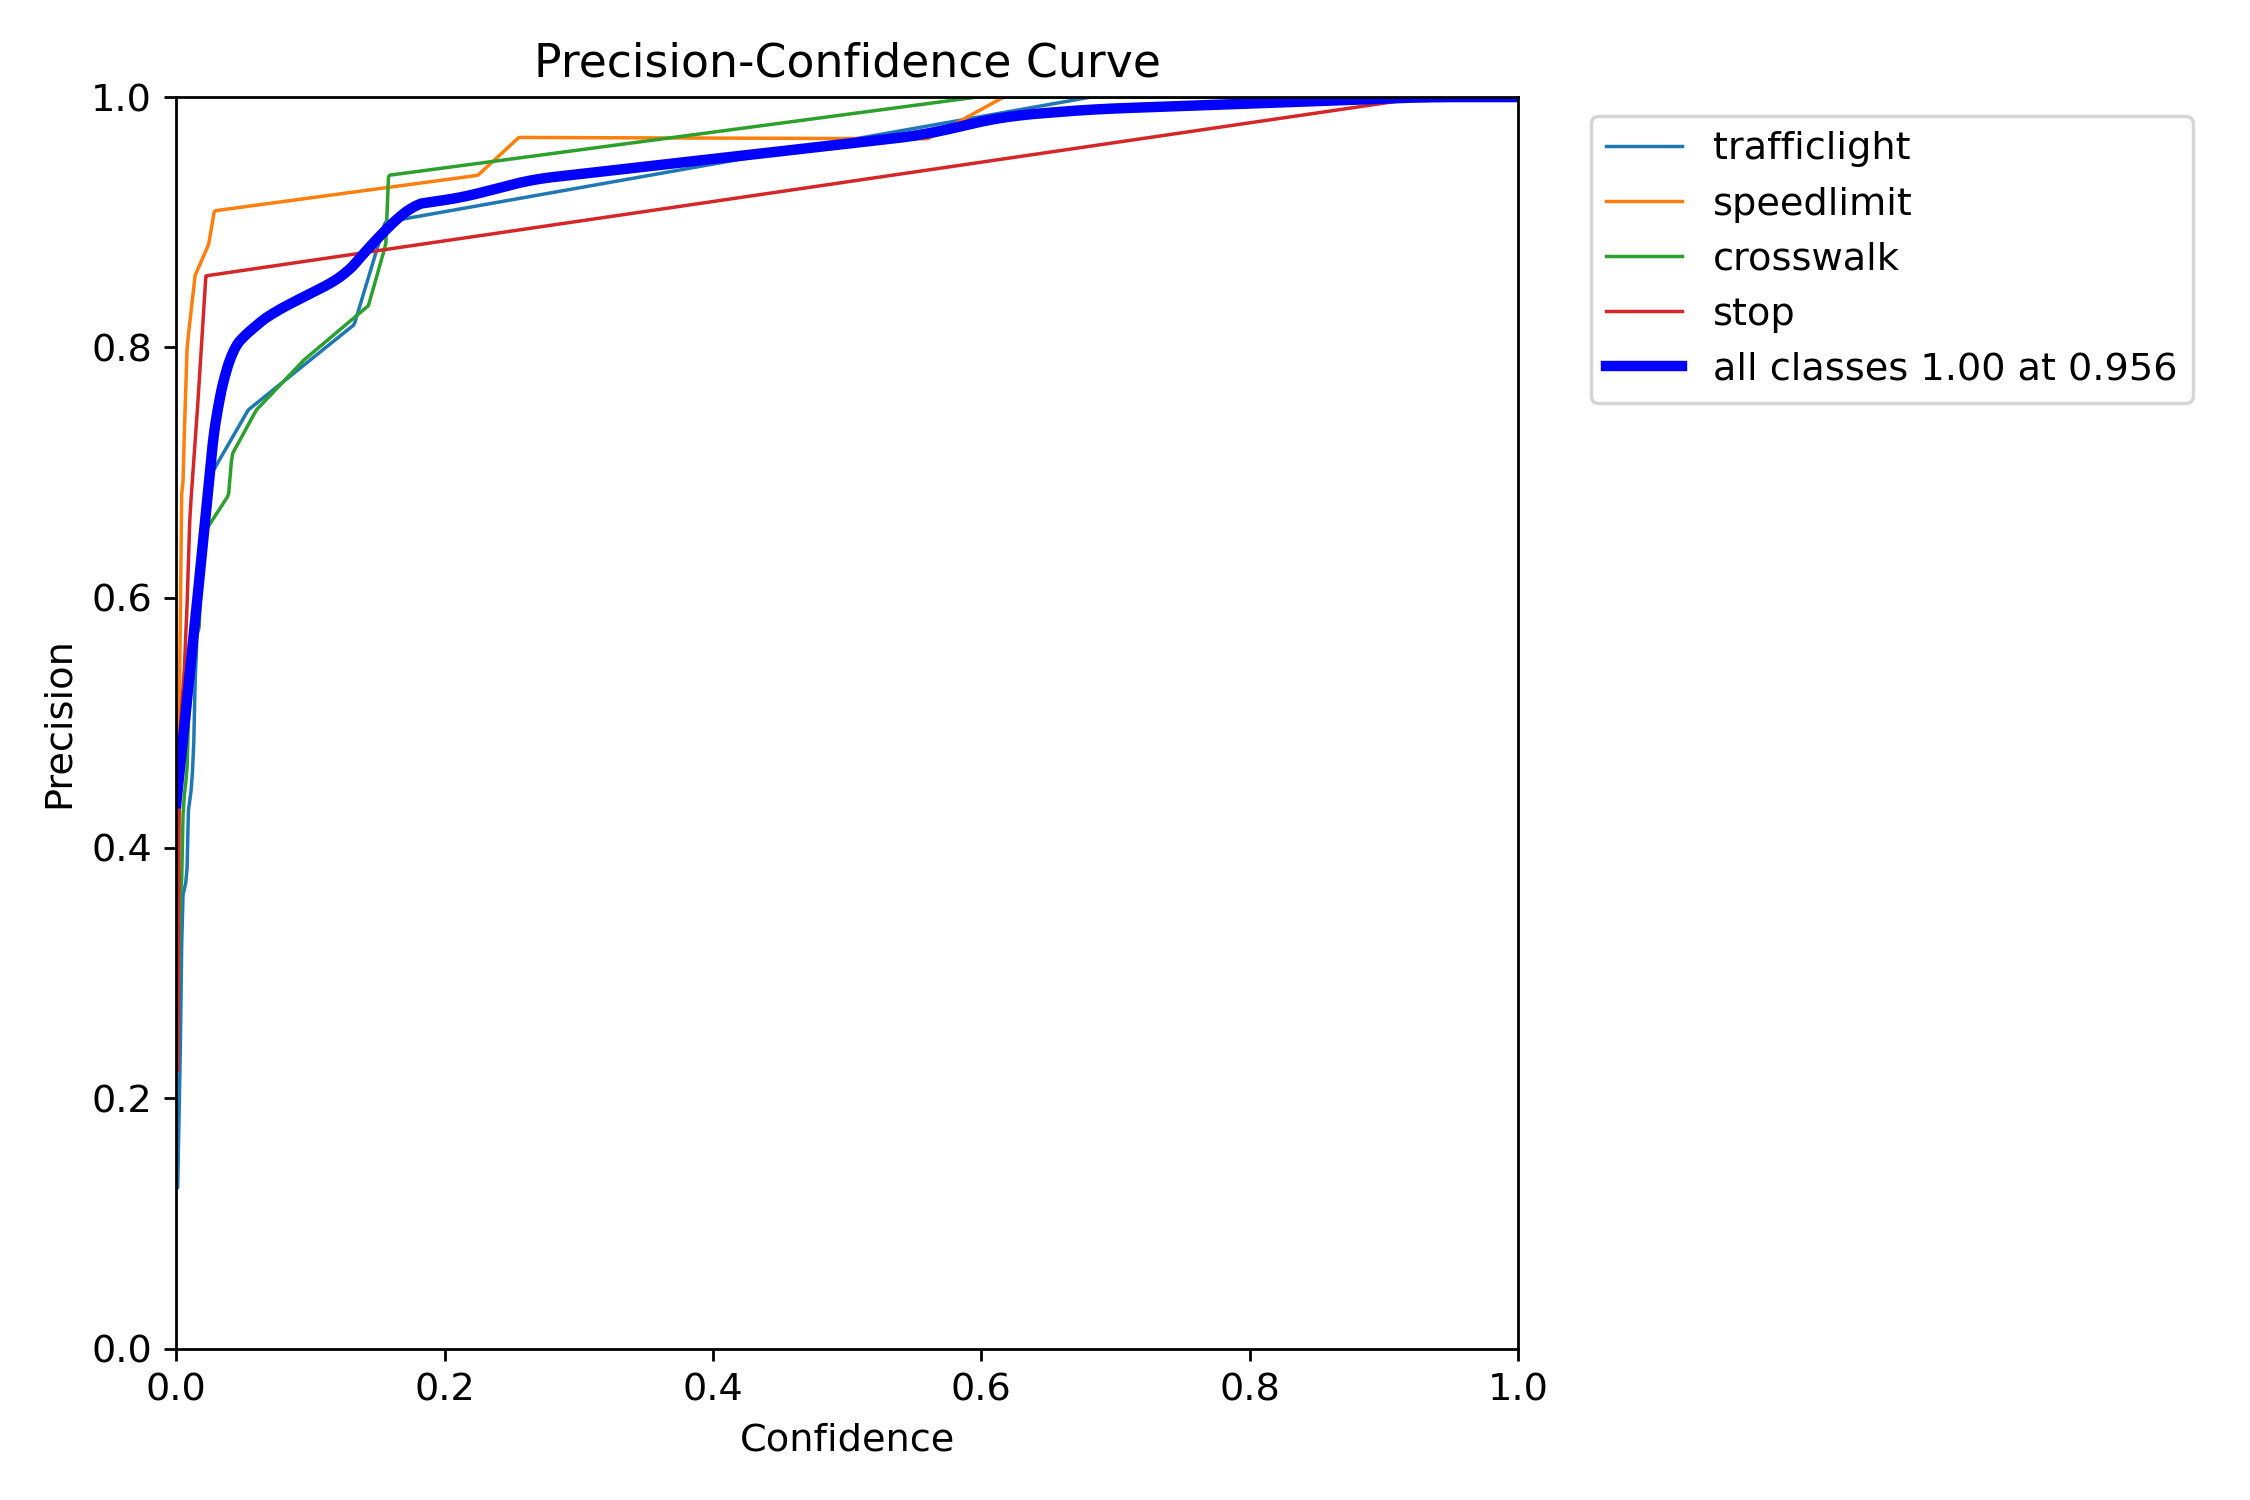 Precision-Confidence Curve
1.0
0.8
0.6
0.4
0.2
0.0
Precision
0.0 0.2 0.4 0.6 0.8 1.0
Confidence
trafficlight
speedlimit
crosswalk
stop
all classes 1.00 at 0.956